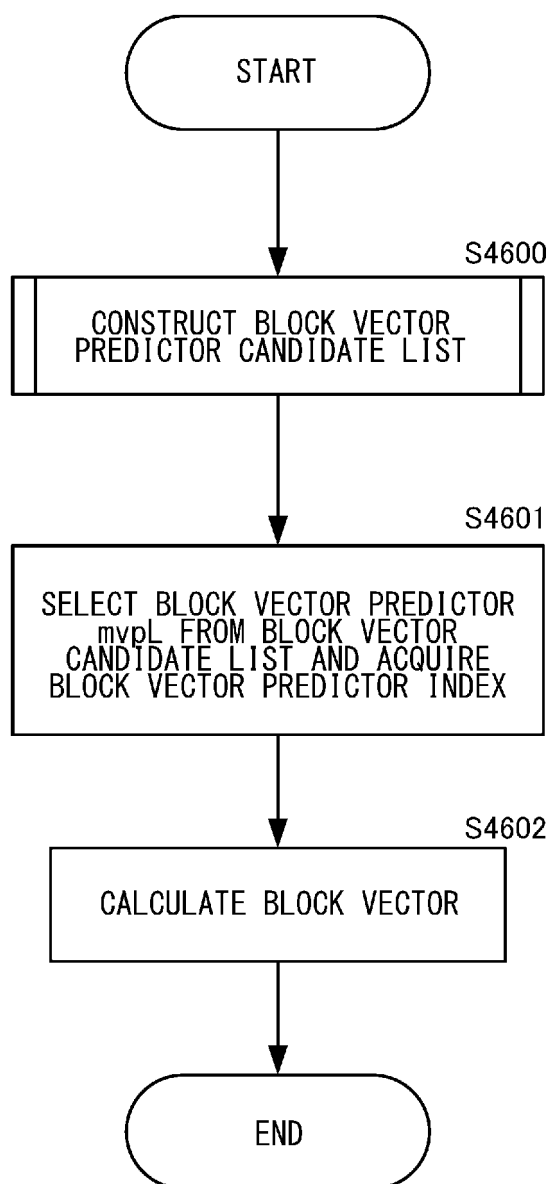 START
S4600
CONSTRUCT BLOCK VECTOR
PREDICTOR CANDIDATE LIST
S4601
SELECT BLOCK VECTOR PREDICTOR
mvpL FROM BLOCK VECTOR
CANDIDATE LIST AND ACQUIRE
BLOCK VECTOR PREDICTOR INDEX
S4602
CALCULATE BLOCK VECTOR
END